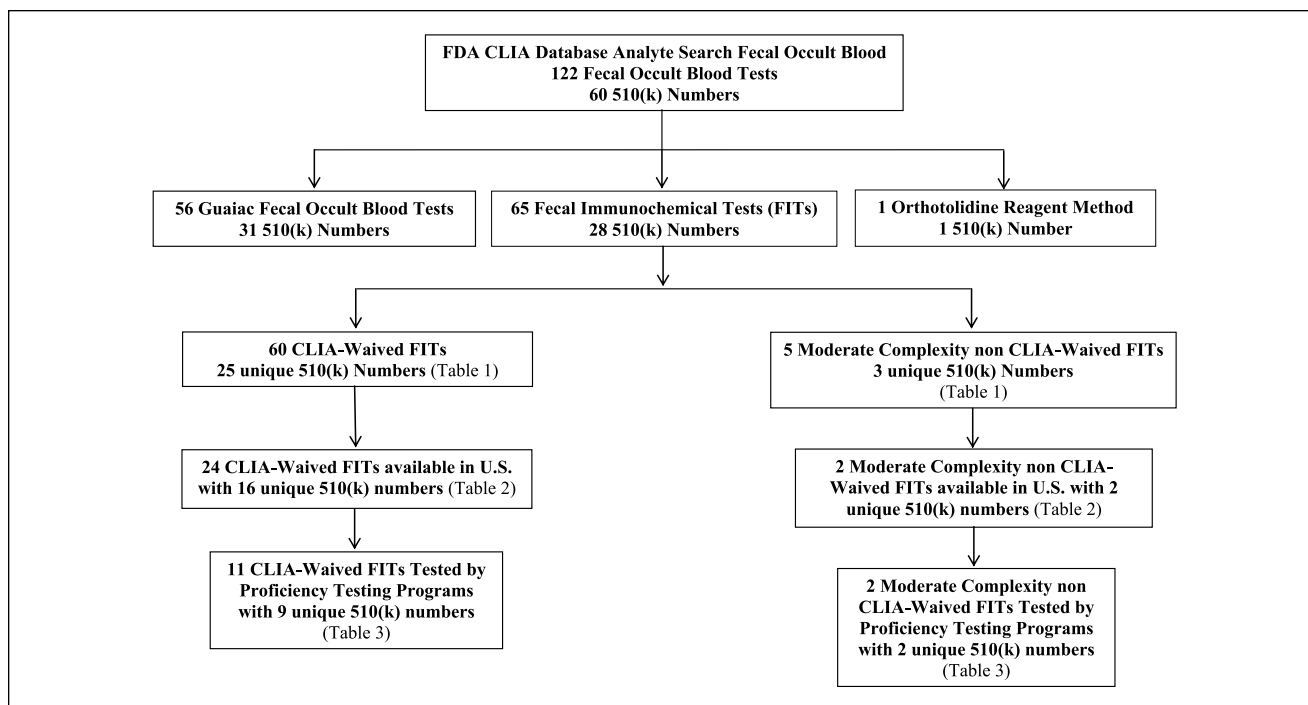 FDA CLIA Database Analyte Search Fecal Occult Blood
122 Fecal Occult Blood Tests
60 510(k) Numbers
56 Guaiac Fecal Occult Blood Tests
31 510(k) Numbers
65 Fecal Immunochemical Tests (FITs)
28 510(k) Numbers
1 Orthotolidine Reagent Method
1 510(k) Number
60 CLIA-Waived FITs
25 unique 510(k) Numbers (Table 1)
5 Moderate Complexity non CLIA-Waived FITs
3 unique 510(k) Numbers
(Table 1)
24 CLIA-Waived FITs available in U.S.
with 16 unique 510(k) numbers (Table 2)
2 Moderate Complexity non CLIA-
Waived FITs available in U.S. with 2
unique 510(k) numbers (Table 2)
11 CLIA-Waived FITs Tested by
Proficiency Testing Programs
with 9 unique 510(k) numbers
(Table 3)
2 Moderate Complexity non
CLIA-Waived FITs Tested by
Proficiency Testing Programs
with 2 unique 510(k) numbers
(Table 3)